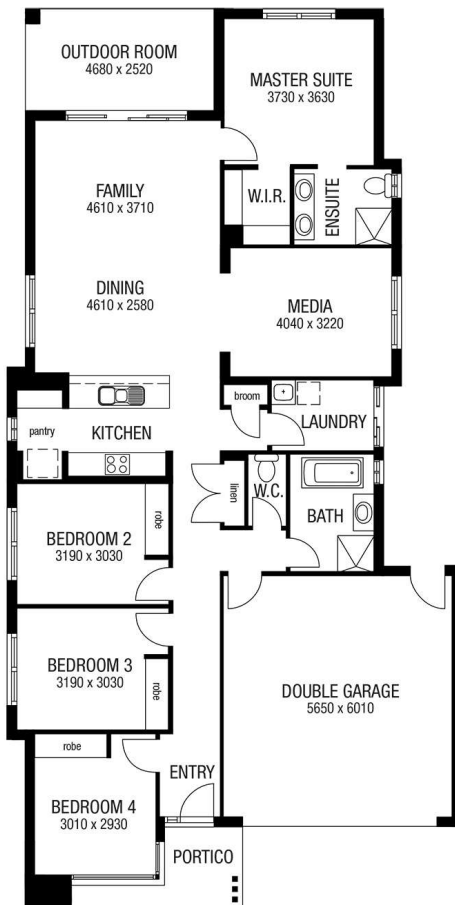 OUTDOOR ROOM
4680 x 2520
MASTER SUITE
3730 x 3630
FAMILY
4610 x 3710
W.I.R.
ENSUITE
DINING
4610 x 2580
MEDIA
4040 x 3220
broom
LAUNDRY
pantry
KITCHEN
linen
W.C.
BATH
robe
BEDROOM 2
3190 x 3030
BEDROOM 3
3190 x 3030
robe
DOUBLE GARAGE
5650 x 6010
robe
ENTRY
BEDROOM 4
3010 x 2930
PORTICO